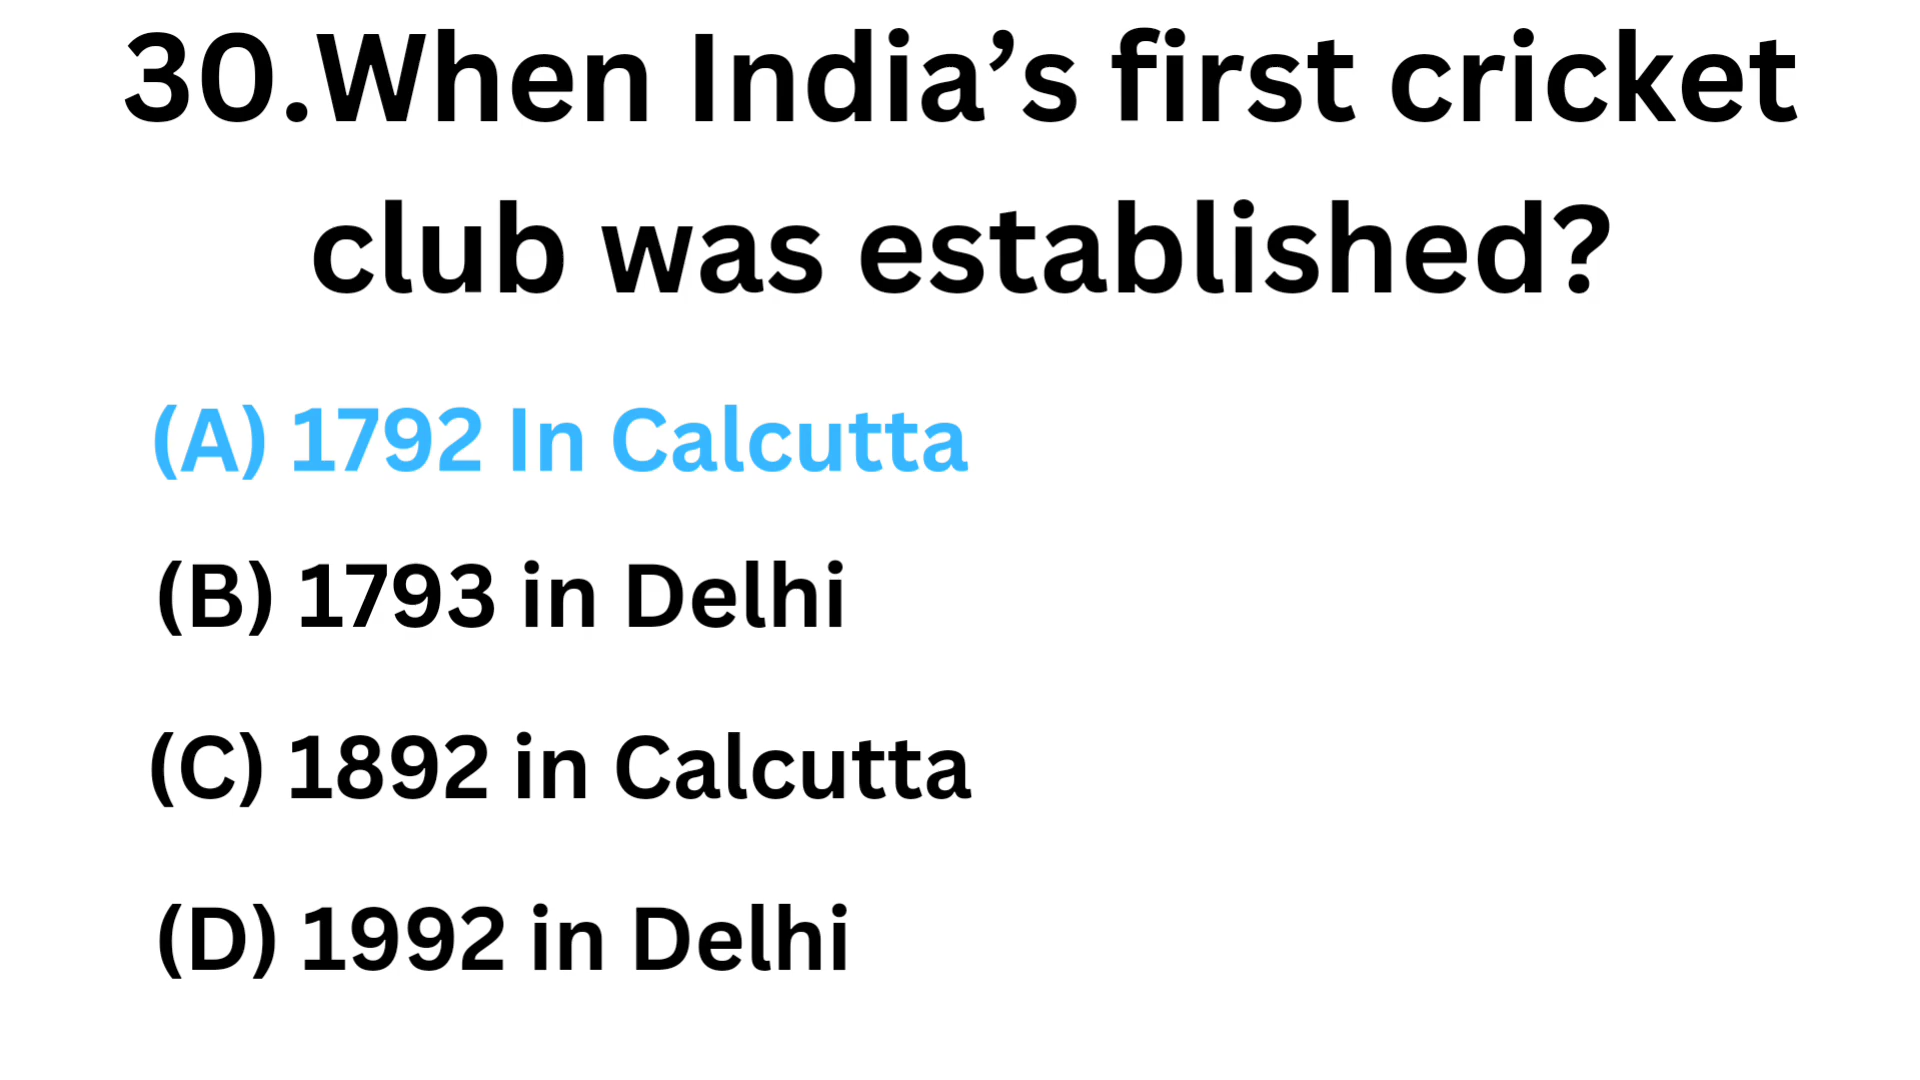 30.When India’s first cricket
club was established?
(A) 1792 In Calcutta
(B) 1793 in Delhi
(C) 1892 in Calcutta
(D) 1992 in Delhi